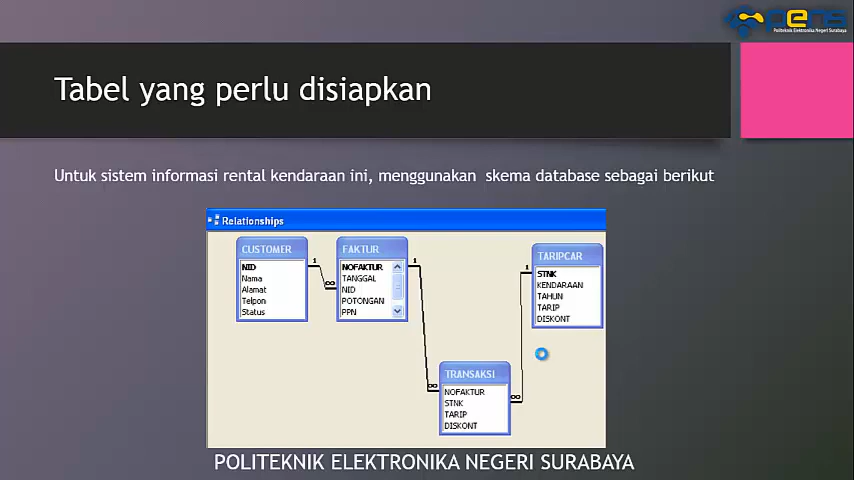 pens
Politeknik Elektronika Negeri Surabaya
Tabel yang perlu disiapkan
Untuk sistem informasi rental kendaraan ini, menggunakan skema database sebagai berikut
Relationships
CUSTOMER
NID
Nama
Alamat
Telpon
Status
1
∞
FAKTUR
NOFAKTUR
TANGGAL
NID
POTONGAN
PPN
1
∞
TRANSAKSI
NOFAKTUR
STNK
TARIP
DISKONT
1
∞
TARIPCAR
STNK
KENDARAAN
TAHUN
TARIP
DISKONT
POLITEKNIK ELEKTRONIKA NEGERI SURABAYA